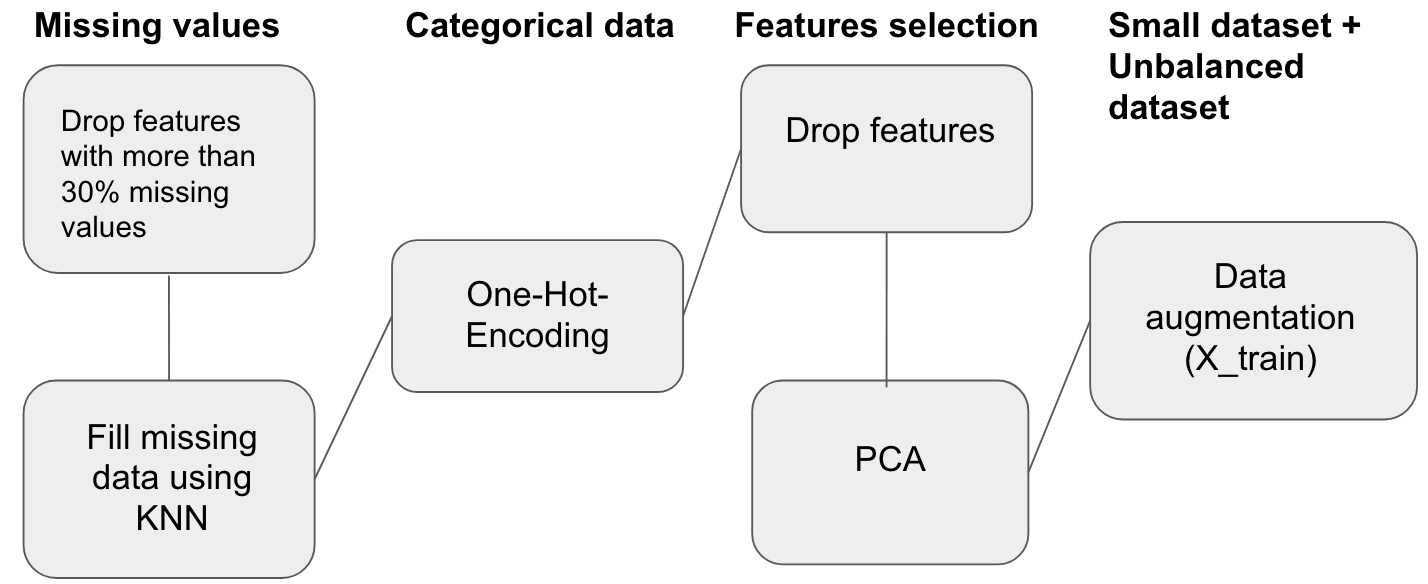 Missing values
Drop features
with more than
30% missing
values
Fill missing
data using
KNN
Categorical data
One-Hot-
Encoding
Features selection
Drop features
PCA
Small dataset +
Unbalanced
dataset
Data
augmentation
(X_train)